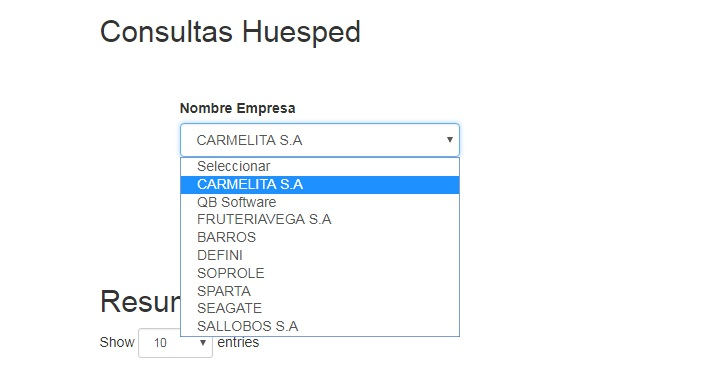 Consultas Huesped
Nombre Empresa
CARMELITA S.A
Seleccionar
CARMELITA S.A
QB Software
FRUTERIAVEGA S.A
BARROS
DEFINI
SOPROLE
SPARTA
SEAGATE
SALLOBOS S.A
Show 10 entries